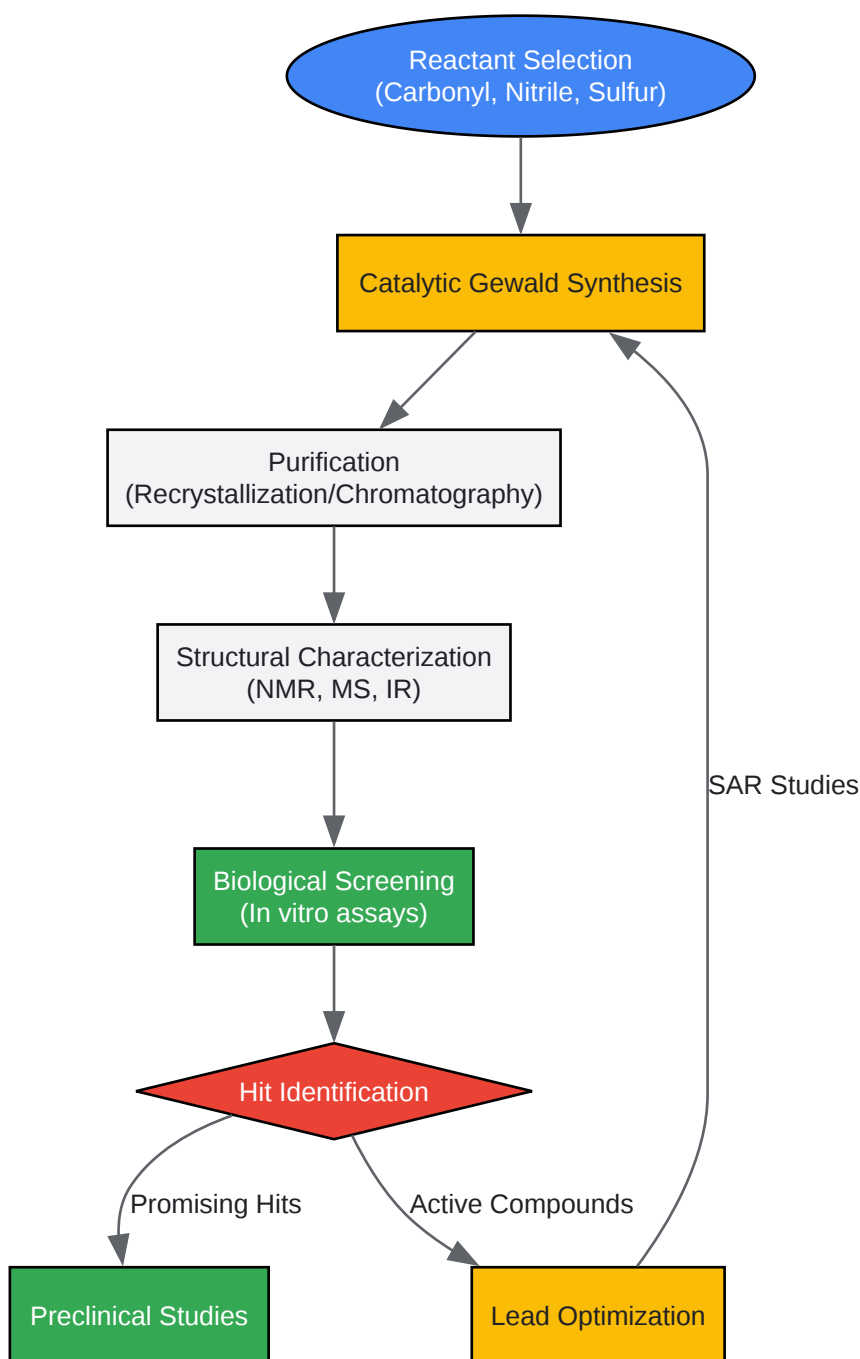 Reactant Selection
(Carbonyl, Nitrile, Sulfur)
Catalytic Gewald Synthesis
Purification
(Recrystallization/Chromatography)
Structural Characterization
(NMR, MS, IR)
SAR Studies
Biological Screening
(In vitro assays)
Hit Identification
Promising Hits
Active Compounds
Preclinical Studies
Lead Optimization